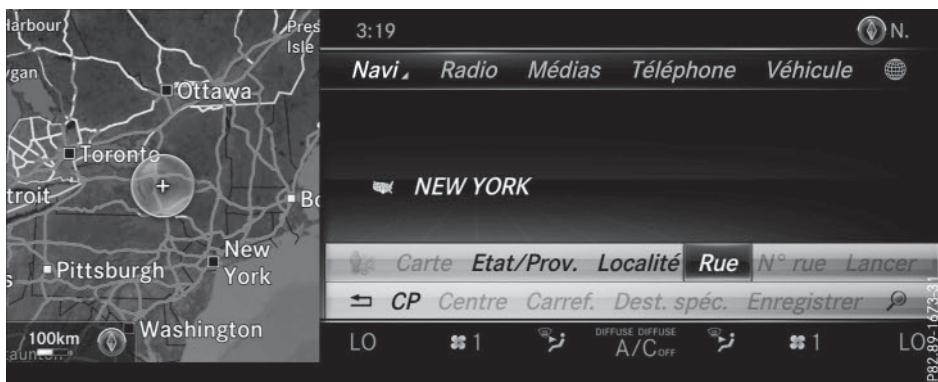 Harbour
Pres
Isle
Ottawa
Toronto
troit
Bo
New
York
Pittsburgh
Washington
100km
3:19
N.
Navi Radio Médias Téléphone Véhicule
NEW YORK
Carte Etat/Prov. Localité Rue N° rue Lancer
CP Centre Carref. Dest. spéc. Enregistrer
LO 1 DIFFUSE DIFFUSE 1 LO
A/C OFF
P82.89-1673-31